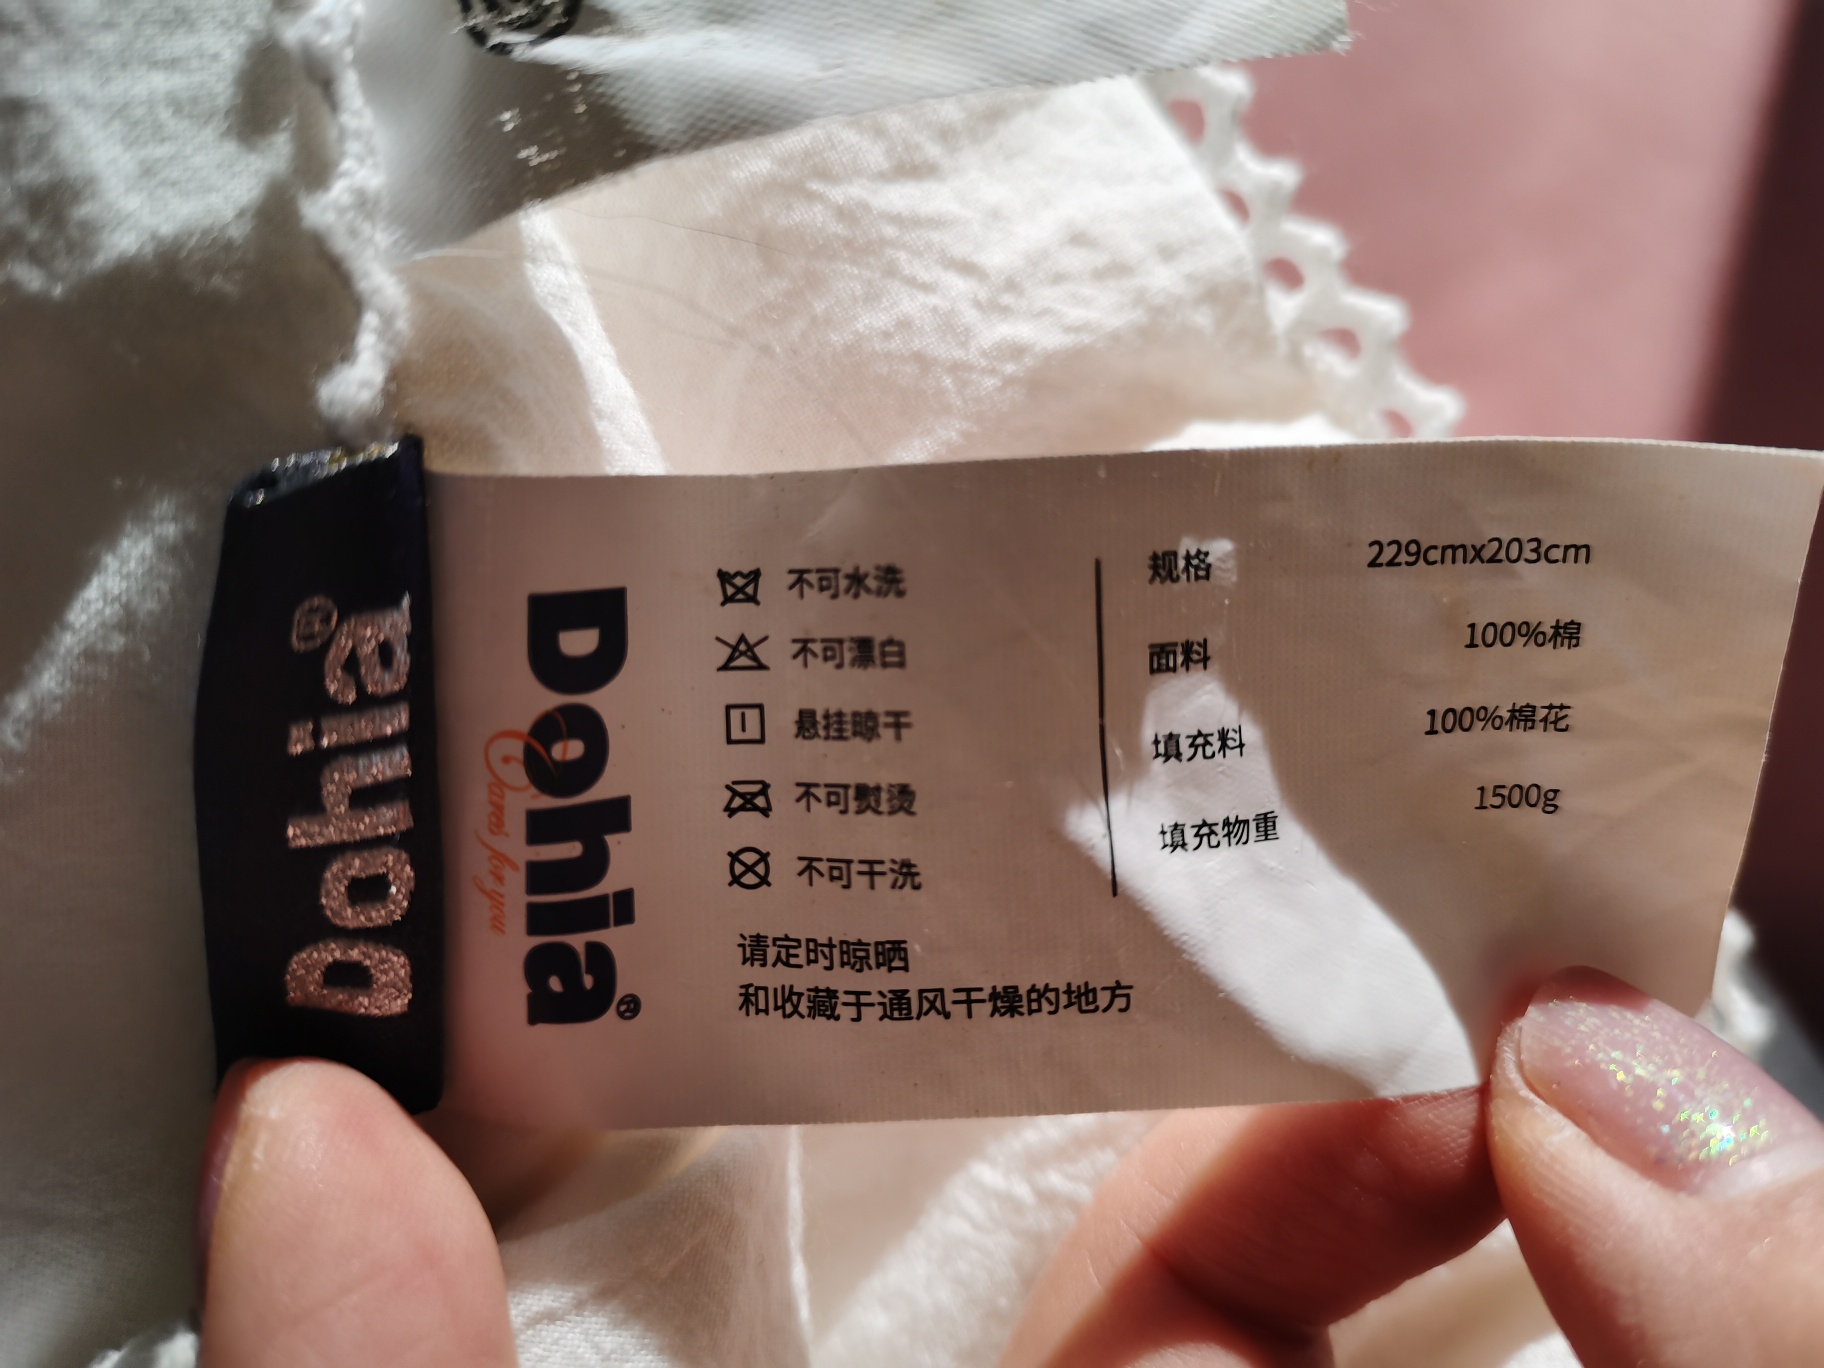 Dohia®
Dohia®
Cares for you
不可水洗
不可漂白
悬挂晾干
不可熨烫
不可干洗
请定时晾晒
和收藏于通风干燥的地方
规格 229cmx203cm
面料 100%棉
填充料 100%棉花
填充物重 1500g